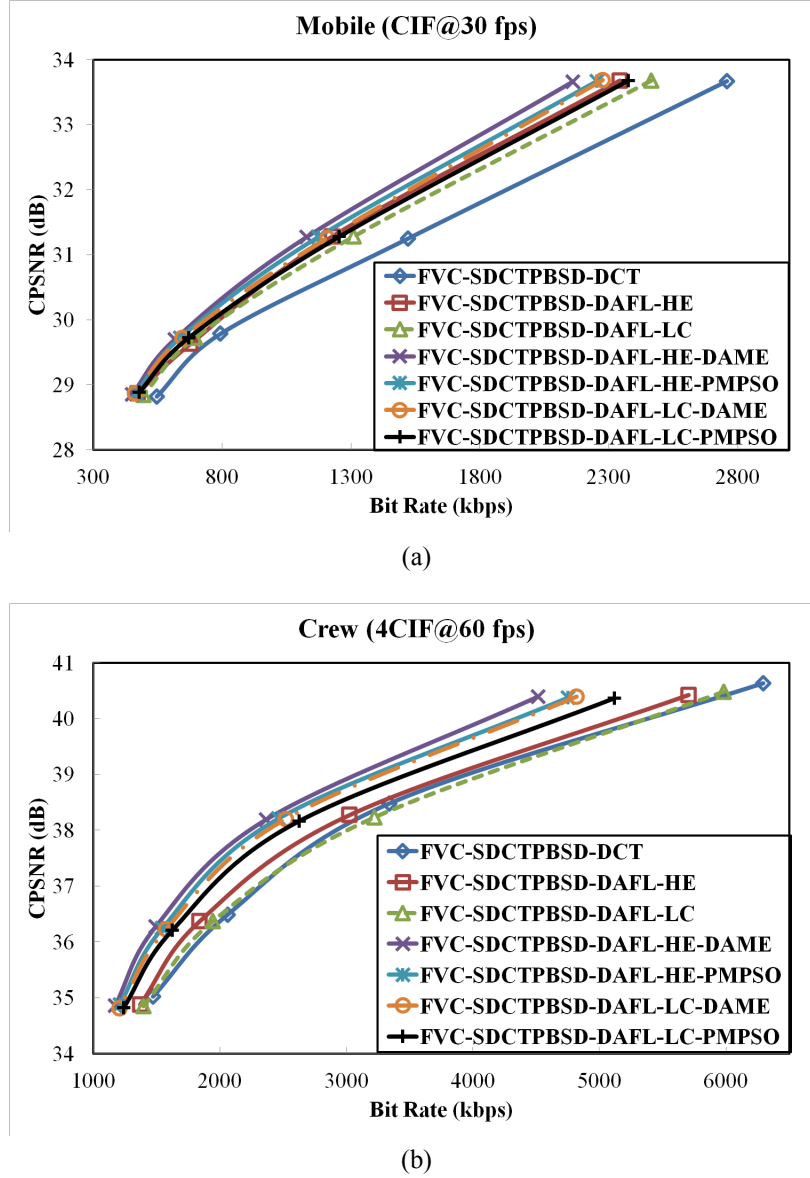 Mobile (CIF@30 fps)
34
33
32
31
30
29
28
CPSNR (dB)
FVC-SDCTPBSD-DCT
FVC-SDCTPBSD-DAFL-HE
FVC-SDCTPBSD-DAFL-LC
FVC-SDCTPBSD-DAFL-HE-DAME
FVC-SDCTPBSD-DAFL-HE-PMPSO
FVC-SDCTPBSD-DAFL-LC-DAME
FVC-SDCTPBSD-DAFL-LC-PMPSO
300 800 1300 1800 2300 2800
Bit Rate (kbps)
(a)
Crew (4CIF@60 fps)
41
40
39
38
37
36
35
34
CPSNR (dB)
FVC-SDCTPBSD-DCT
FVC-SDCTPBSD-DAFL-HE
FVC-SDCTPBSD-DAFL-LC
FVC-SDCTPBSD-DAFL-HE-DAME
FVC-SDCTPBSD-DAFL-HE-PMPSO
FVC-SDCTPBSD-DAFL-LC-DAME
FVC-SDCTPBSD-DAFL-LC-PMPSO
1000 2000 3000 4000 5000 6000
Bit Rate (kbps)
(b)